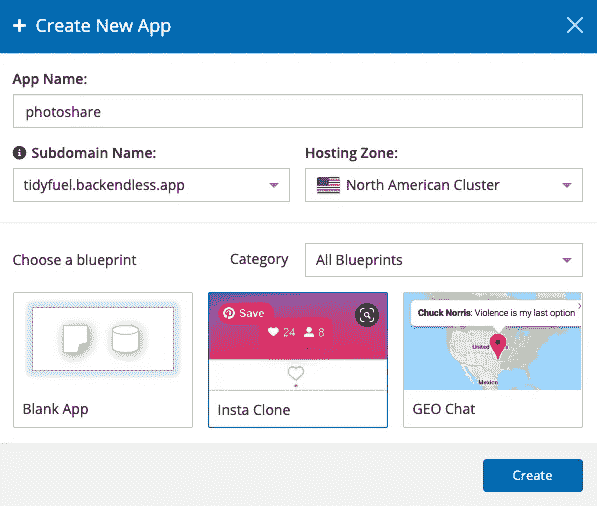 + Create New App
App Name:
photoshare
Subdomain Name:
Hosting Zone:
tidyfuel.backendless.app
North American Cluster
Choose a blueprint
Category
All Blueprints
Save
24
8
Chuck Norris: Violence is my last option
United
Mexico
Blank App
Insta Clone
GEO Chat
Create